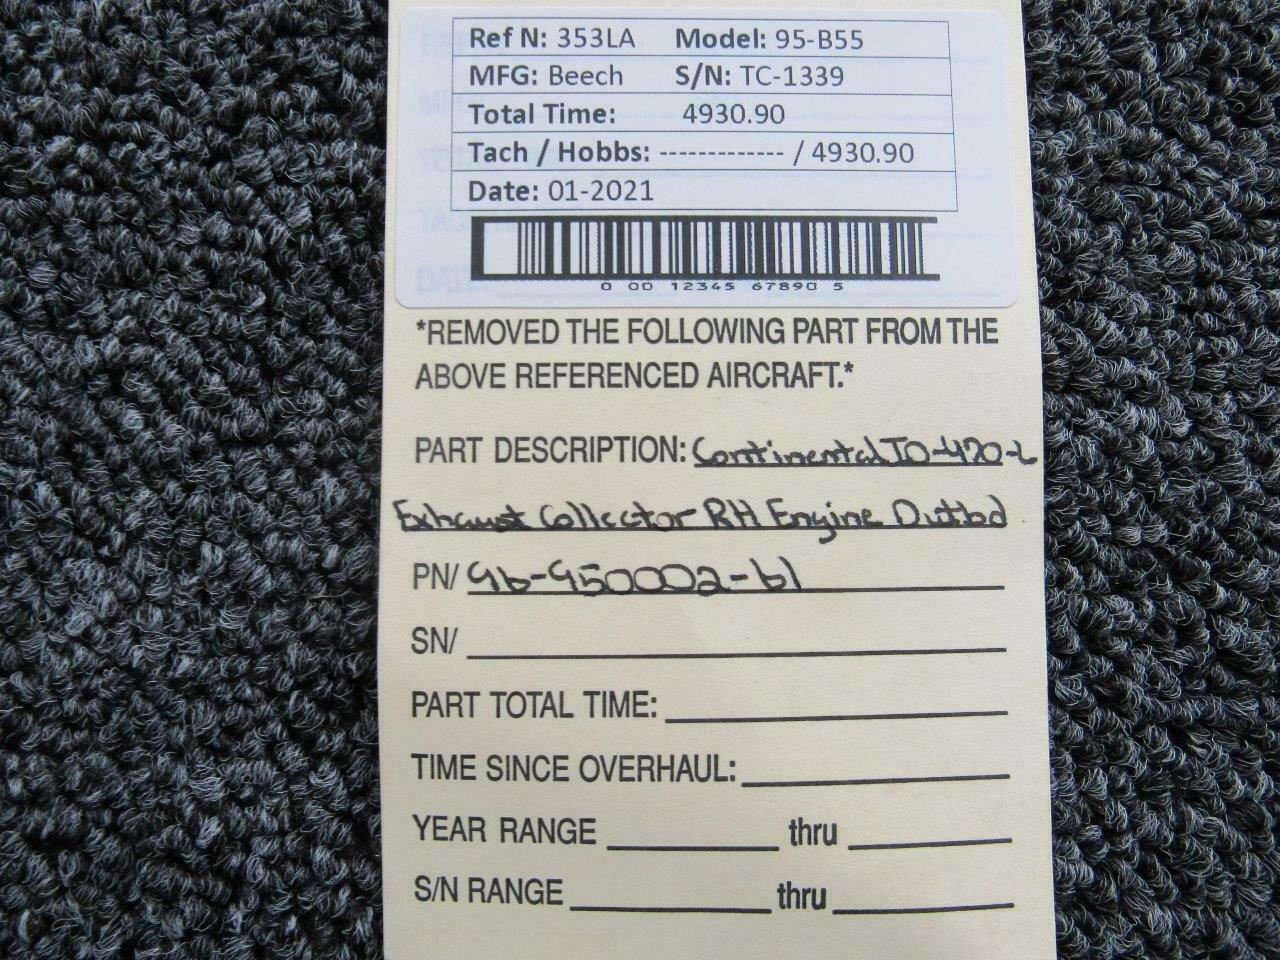 Ref N: 353LA Model: 95-B55
MFG: Beech S/N: TC-1339
Total Time: 4930.90
Tach / Hobbs: ------------- / 4930.90
Date: 01-2021
0 00 12345 67890 5
*REMOVED THE FOLLOWING PART FROM THE
ABOVE REFERENCED AIRCRAFT.*
PART DESCRIPTION: Continental IO-470-L
Exhaust Collector RH Engine Outbd
PN/ 96-950002-61
SN/
PART TOTAL TIME:
TIME SINCE OVERHAUL:
YEAR RANGE thru
S/N RANGE thru